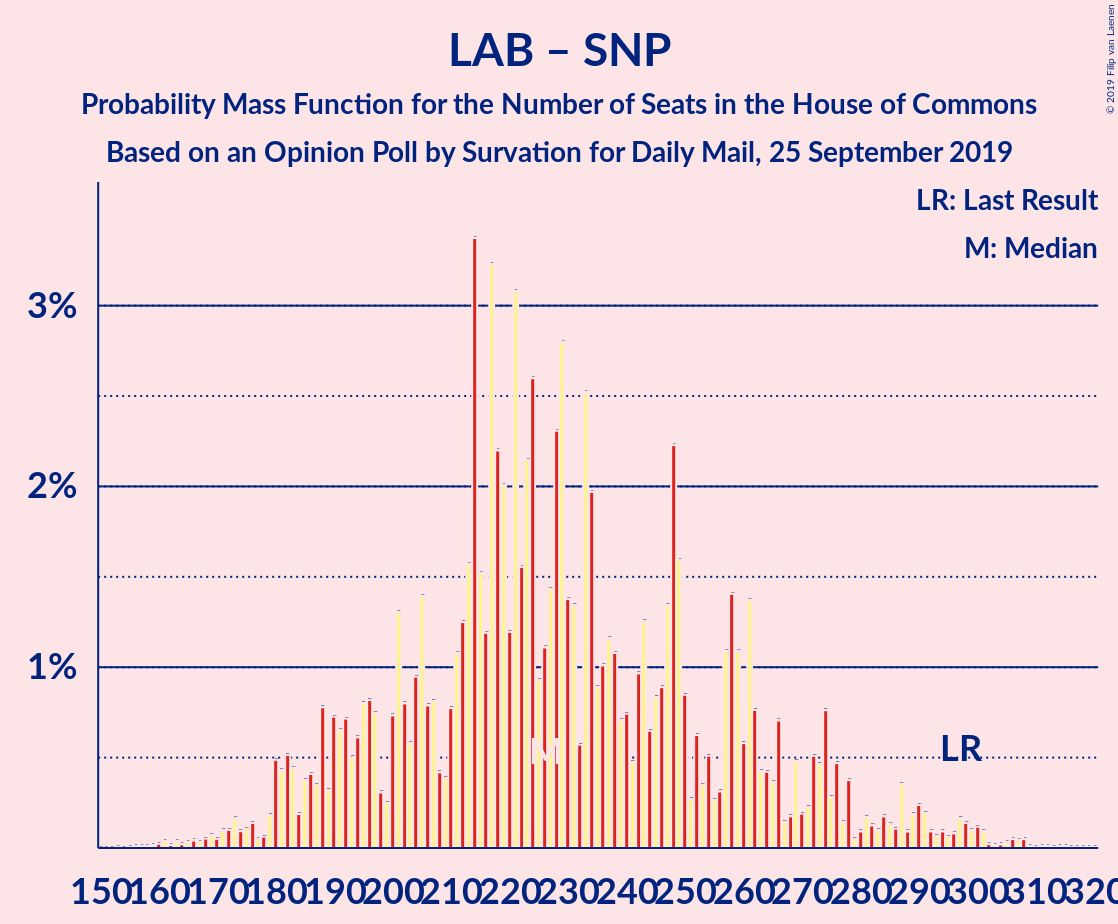 LAB – SNP
Probability Mass Function for the Number of Seats in the House of Commons
Based on an Opinion Poll by Survation for Daily Mail, 25 September 2019
© 2019 Filip van Laenen
LR: Last Result
M: Median
3%
2%
1%
M
LR
150 160 170 180 190 200 210 220 230 240 250 260 270 280 290 300 310 320